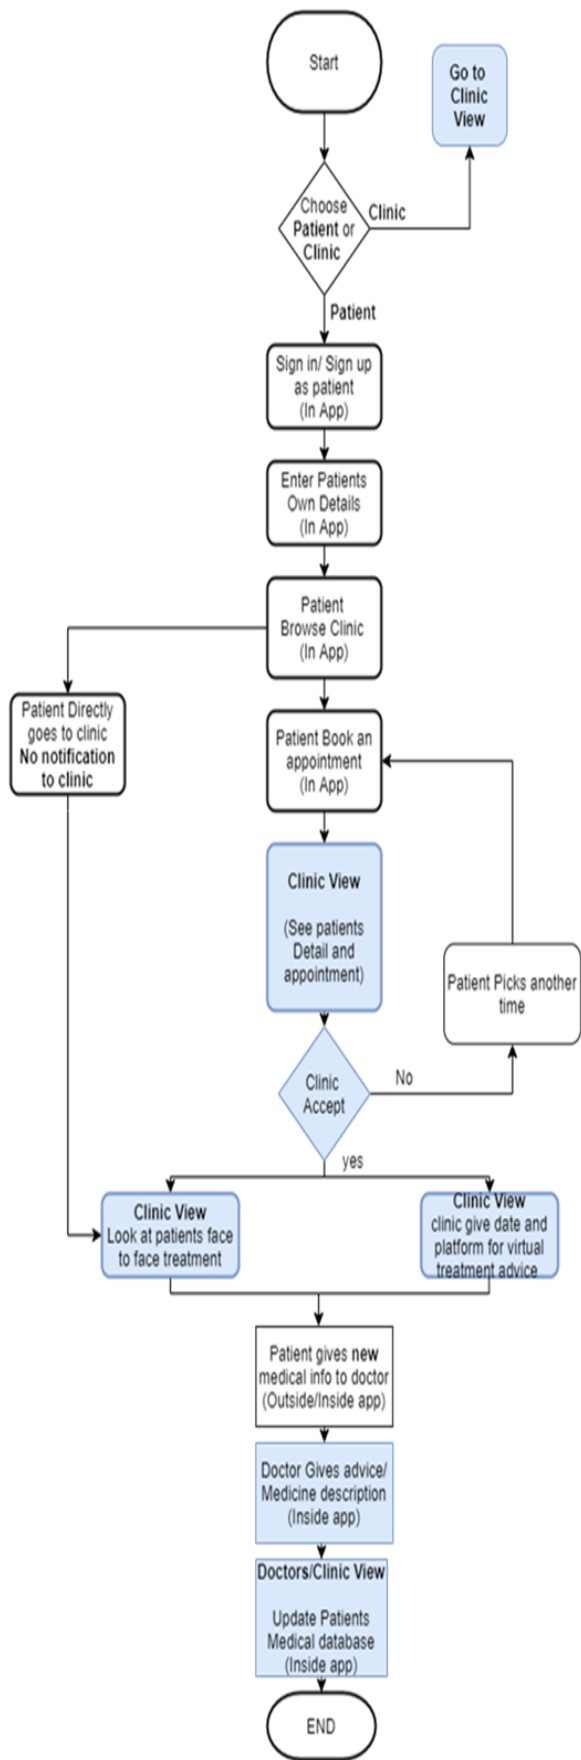 Start
Go to
Clinic
View
Choose
Patient or
Clinic
Clinic
Patient
Sign in/ Sign up
as patient
(In App)
Enter Patients
Own Details
(In App)
Patient
Browse Clinic
(In App)
Patient Directly
goes to clinic
No notification
to clinic
Patient Book an
appointment
(In App)
Clinic View
(See patients
Detail and
appointment)
Patient Picks another
time
Clinic
Accept
No
yes
Clinic View
Look at patients face
to face treatment
Clinic View
clinic give date and
platform for virtual
treatment advice
Patient gives new
medical info to doctor
(Outside/Inside app)
Doctor Gives advice/
Medicine description
(Inside app)
Doctors/Clinic View
Update Patients
Medical database
(Inside app)
END